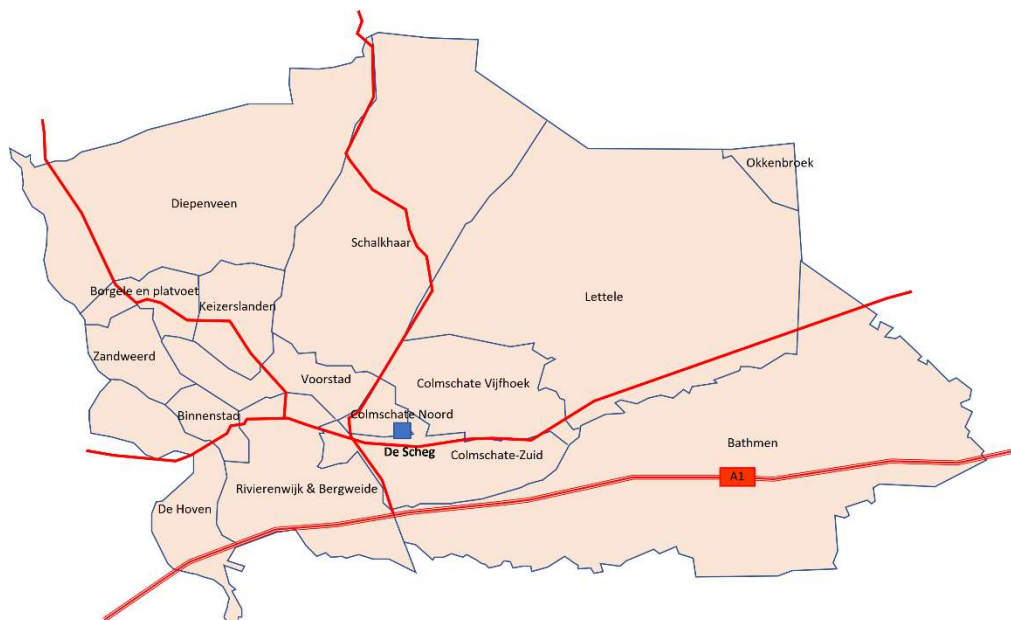 Okkenbroek
Diepenveen
Schalkhaar
Borgele en platvoet
Lettele
Keizerslanden
Zandweerd
Voorstad
Colmschate Vijfhoek
Binnenstad
Colmschate Noord
Bathmen
De Scheg
Colmschate-Zuid
A1
Rivierenwijk & Bergweide
De Hoven